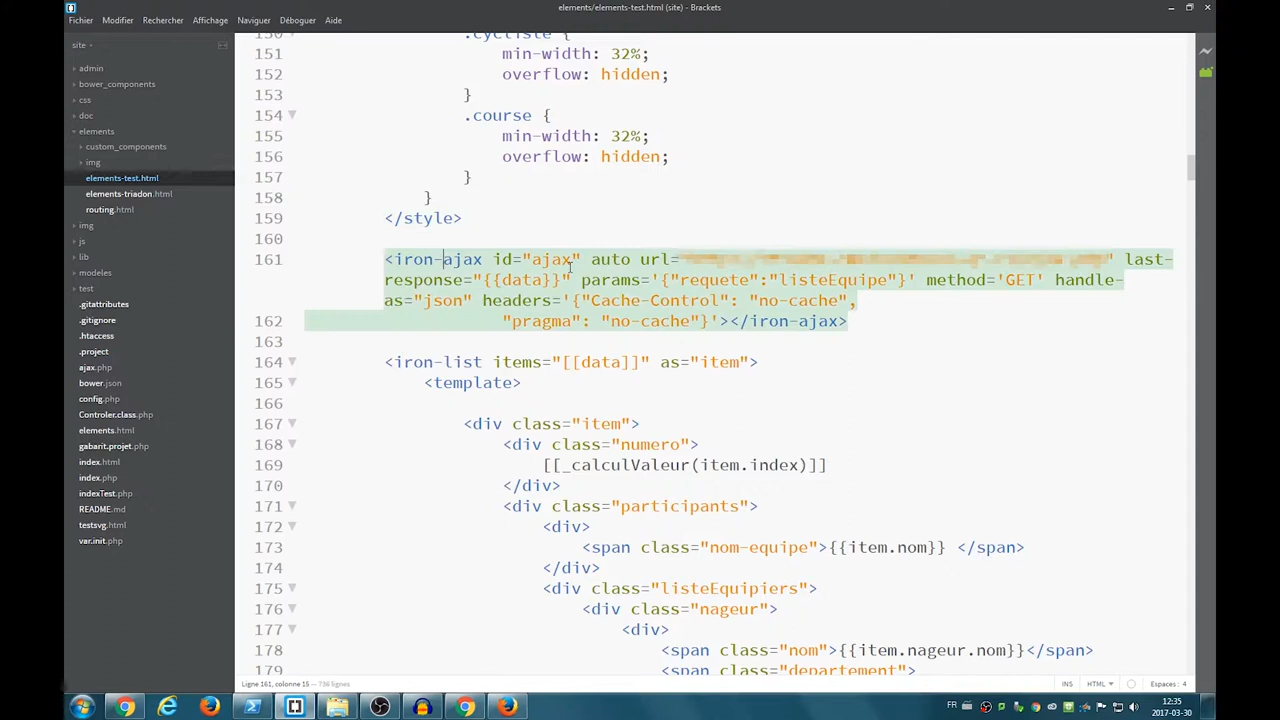 elements/elements-test.html (site) - Brackets
Fichier Modifier Rechercher Affichage Naviguer Déboguer Aide
site
admin
bower_components
css
doc
elements
custom_components
img
elements-test.html
elements-triadon.html
routing.html
img
js
lib
modeles
test
.gitattributes
.gitignore
.htaccess
.project
ajax.php
bower.json
config.php
Controler.class.php
elements.html
gabarit.projet.php
index.html
index.php
indexTest.php
README.md
testsvg.html
var.init.php
150 .cycliste {
151 min-width: 32%;
152 overflow: hidden;
153 }
154 .course {
155 min-width: 32%;
156 overflow: hidden;
157 }
158 }
159 </style>
160
161 <iron-ajax id="ajax" auto url= ' last-
response="{{data}}" params='{"requete":"listeEquipe"}' method='GET' handle-
as="json" headers='{"Cache-Control": "no-cache",
162 "pragma": "no-cache"}'></iron-ajax>
163
164 <iron-list items="[[data]]" as="item">
165 <template>
166
167 <div class="item">
168 <div class="numero">
169 [[_calculValeur(item.index)]]
170 </div>
171 <div class="participants">
172 <div>
173 <span class="nom-equipe">{{item.nom}} </span>
174 </div>
175 <div class="listeEquipiers">
176 <div class="nageur">
177 <div>
178 <span class="nom">{{item.nageur.nom}}</span>
179 <span class="departement">
Ligne 161, colonne 15 — 736 lignes
INS HTML Espaces: 4
FR
12:35
2017-03-30